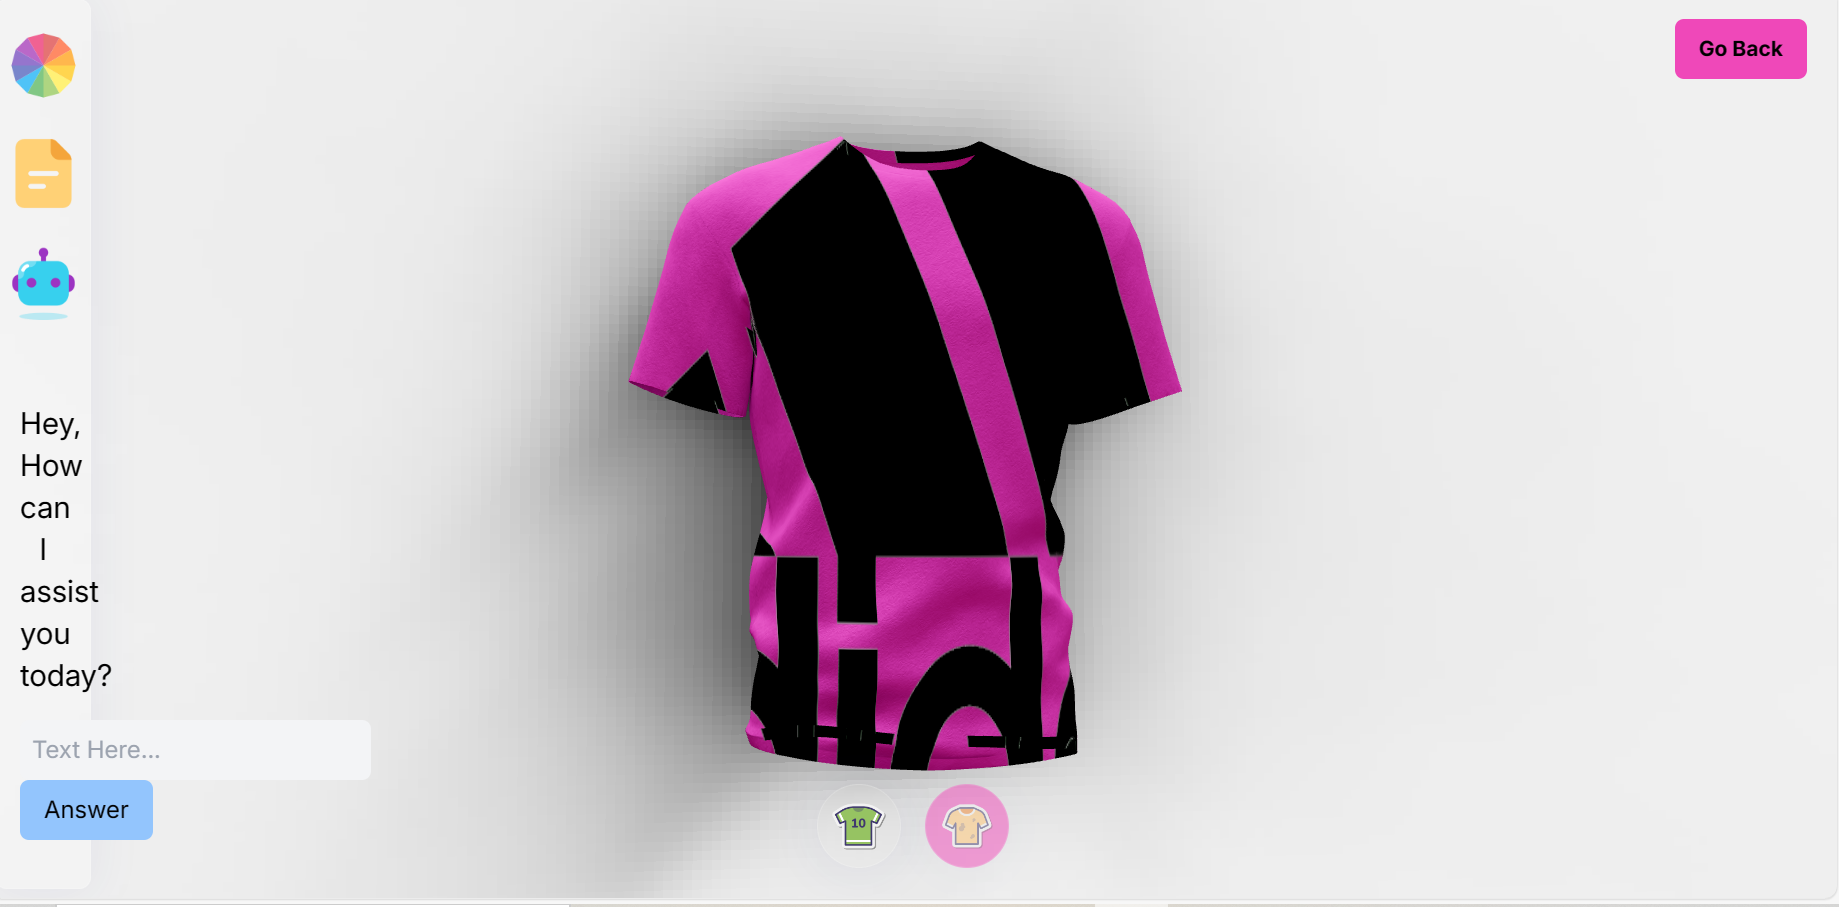 Go Back
Hey,
How
can
I
assist
you
today?
Text Here...
Answer
10